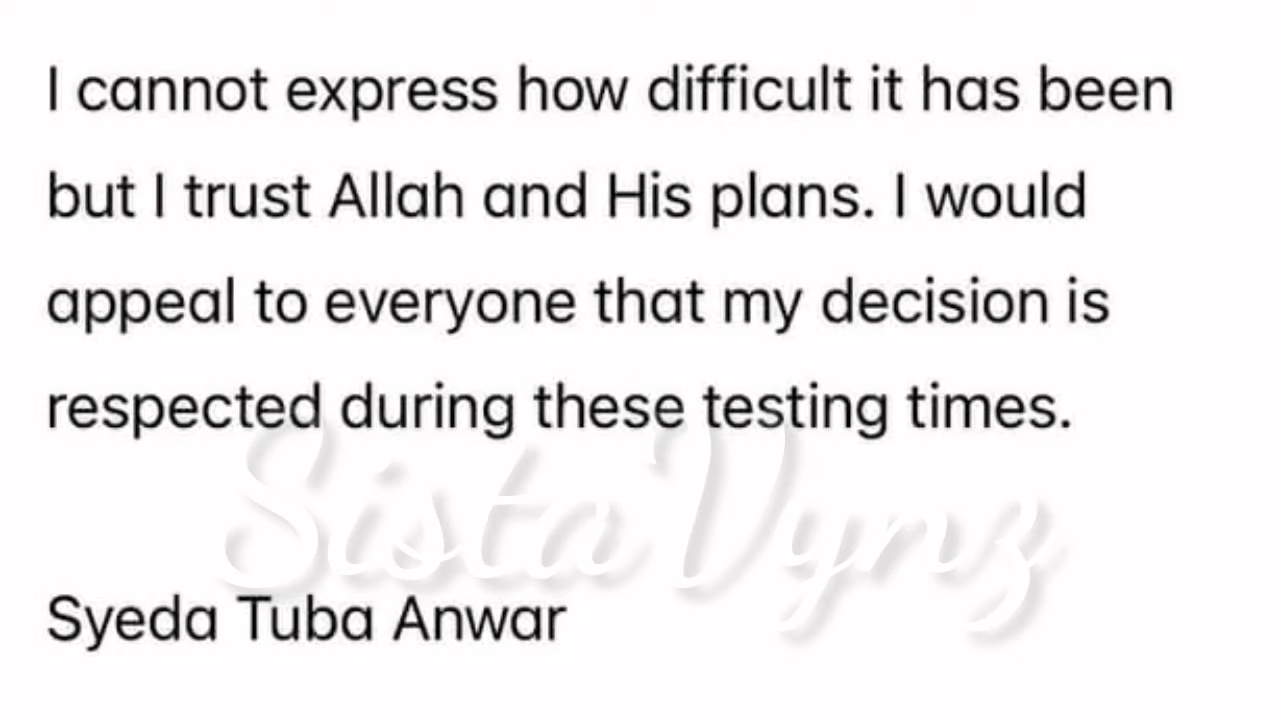 I cannot express how difficult it has been
but I trust Allah and His plans. I would
appeal to everyone that my decision is
respected during these testing times.
SistaVynz
Syeda Tuba Anwar